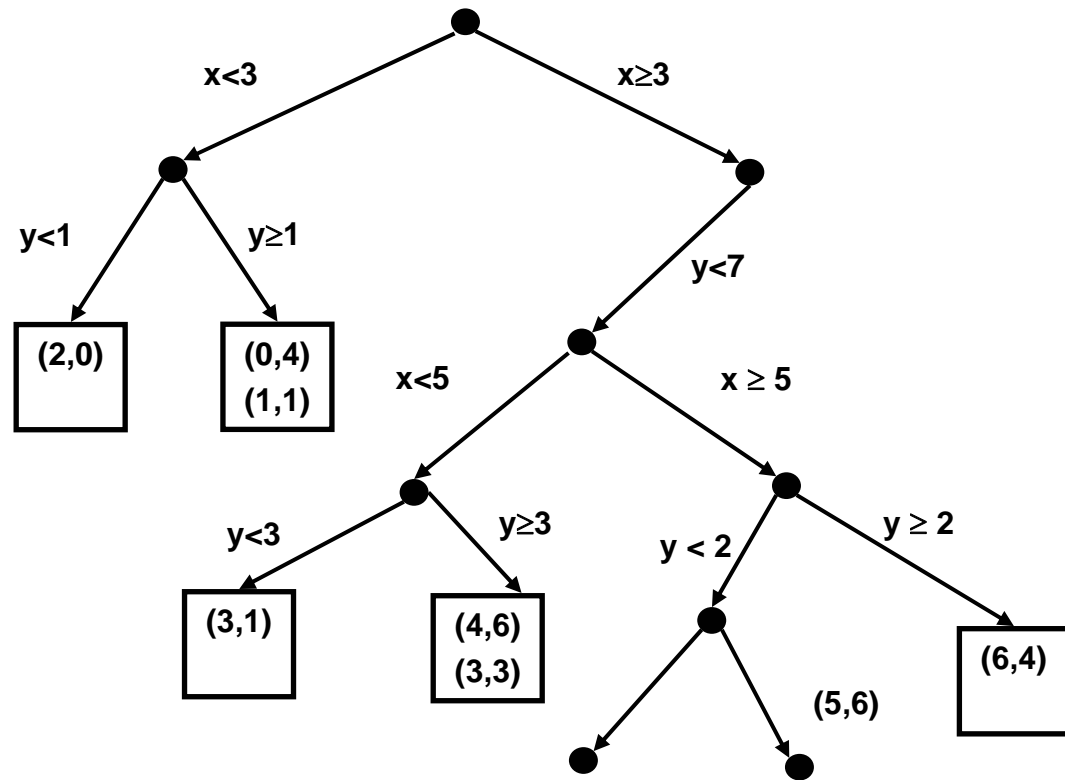 x<3
x≥3
y<1
y≥1
y<7
(2,0)
(0,4)
(1,1)
x<5
x ≥ 5
y<3
y≥3
y < 2
y ≥ 2
(3,1)
(4,6)
(3,3)
(5,6)
(6,4)